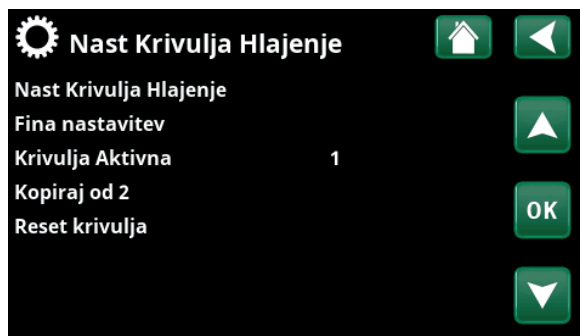 Nast Krivulja Hlajenje
Nast Krivulja Hlajenje
Fina nastavitev
Krivulja Aktivna 1
Kopiraj od 2
Reset krivulja
OK